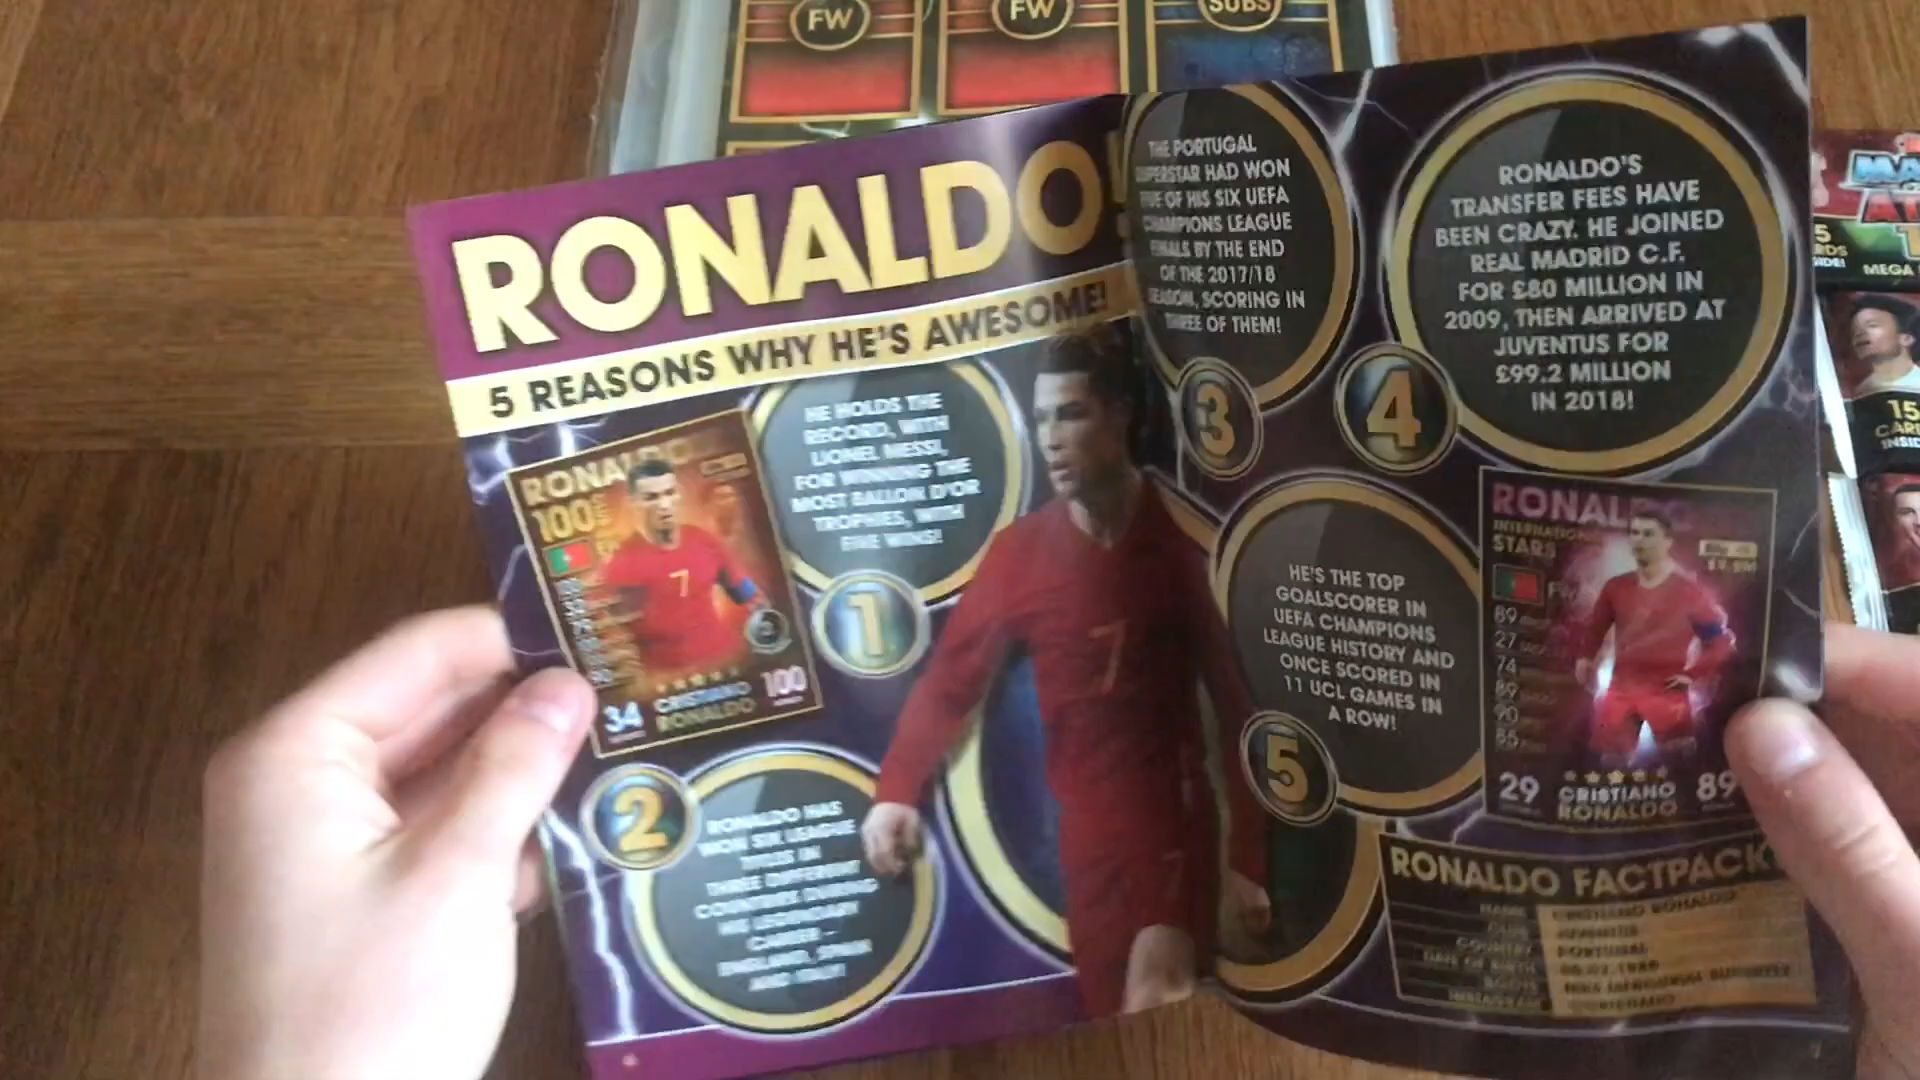 FW
FW
SUBS
RONALDO!
5 REASONS WHY HE'S AWESOME!
RONALDO
100
7
34
CRISTIANO
RONALDO
100
HE HOLDS THE
RECORD, WITH
LIONEL MESSI,
FOR WINNING THE
MOST BALLON D'OR
TROPHIES, WITH
FIVE WINS!
1
2
RONALDO HAS
WON SIX LEAGUE
TITLES IN
THREE DIFFERENT
COUNTRIES DURING
HIS LEGENDARY
CAREER –
ENGLAND, SPAIN
AND ITALY!
7
THE PORTUGAL
SUPERSTAR HAD WON
FIVE OF HIS SIX UEFA
CHAMPIONS LEAGUE
FINALS BY THE END
OF THE 2017/18
SEASON, SCORING IN
THREE OF THEM!
3
4
RONALDO'S
TRANSFER FEES HAVE
BEEN CRAZY. HE JOINED
REAL MADRID C.F.
FOR £80 MILLION IN
2009, THEN ARRIVED AT
JUVENTUS FOR
£99.2 MILLION
IN 2018!
HE'S THE TOP
GOALSCORER IN
UEFA CHAMPIONS
LEAGUE HISTORY AND
ONCE SCORED IN
11 UCL GAMES IN
A ROW!
5
RONALDO
INTERNATIONAL
STARS
FW
89
27
74
89
90
85
29
CRISTIANO
RONALDO
89
RONALDO FACTPACK
NAME CRISTIANO RONALDO
CLUB JUVENTUS
COUNTRY PORTUGAL
DATE OF BIRTH
BOOTS NIKE MERCURIAL
INSTAGRAM
MEGA
15
CARDS